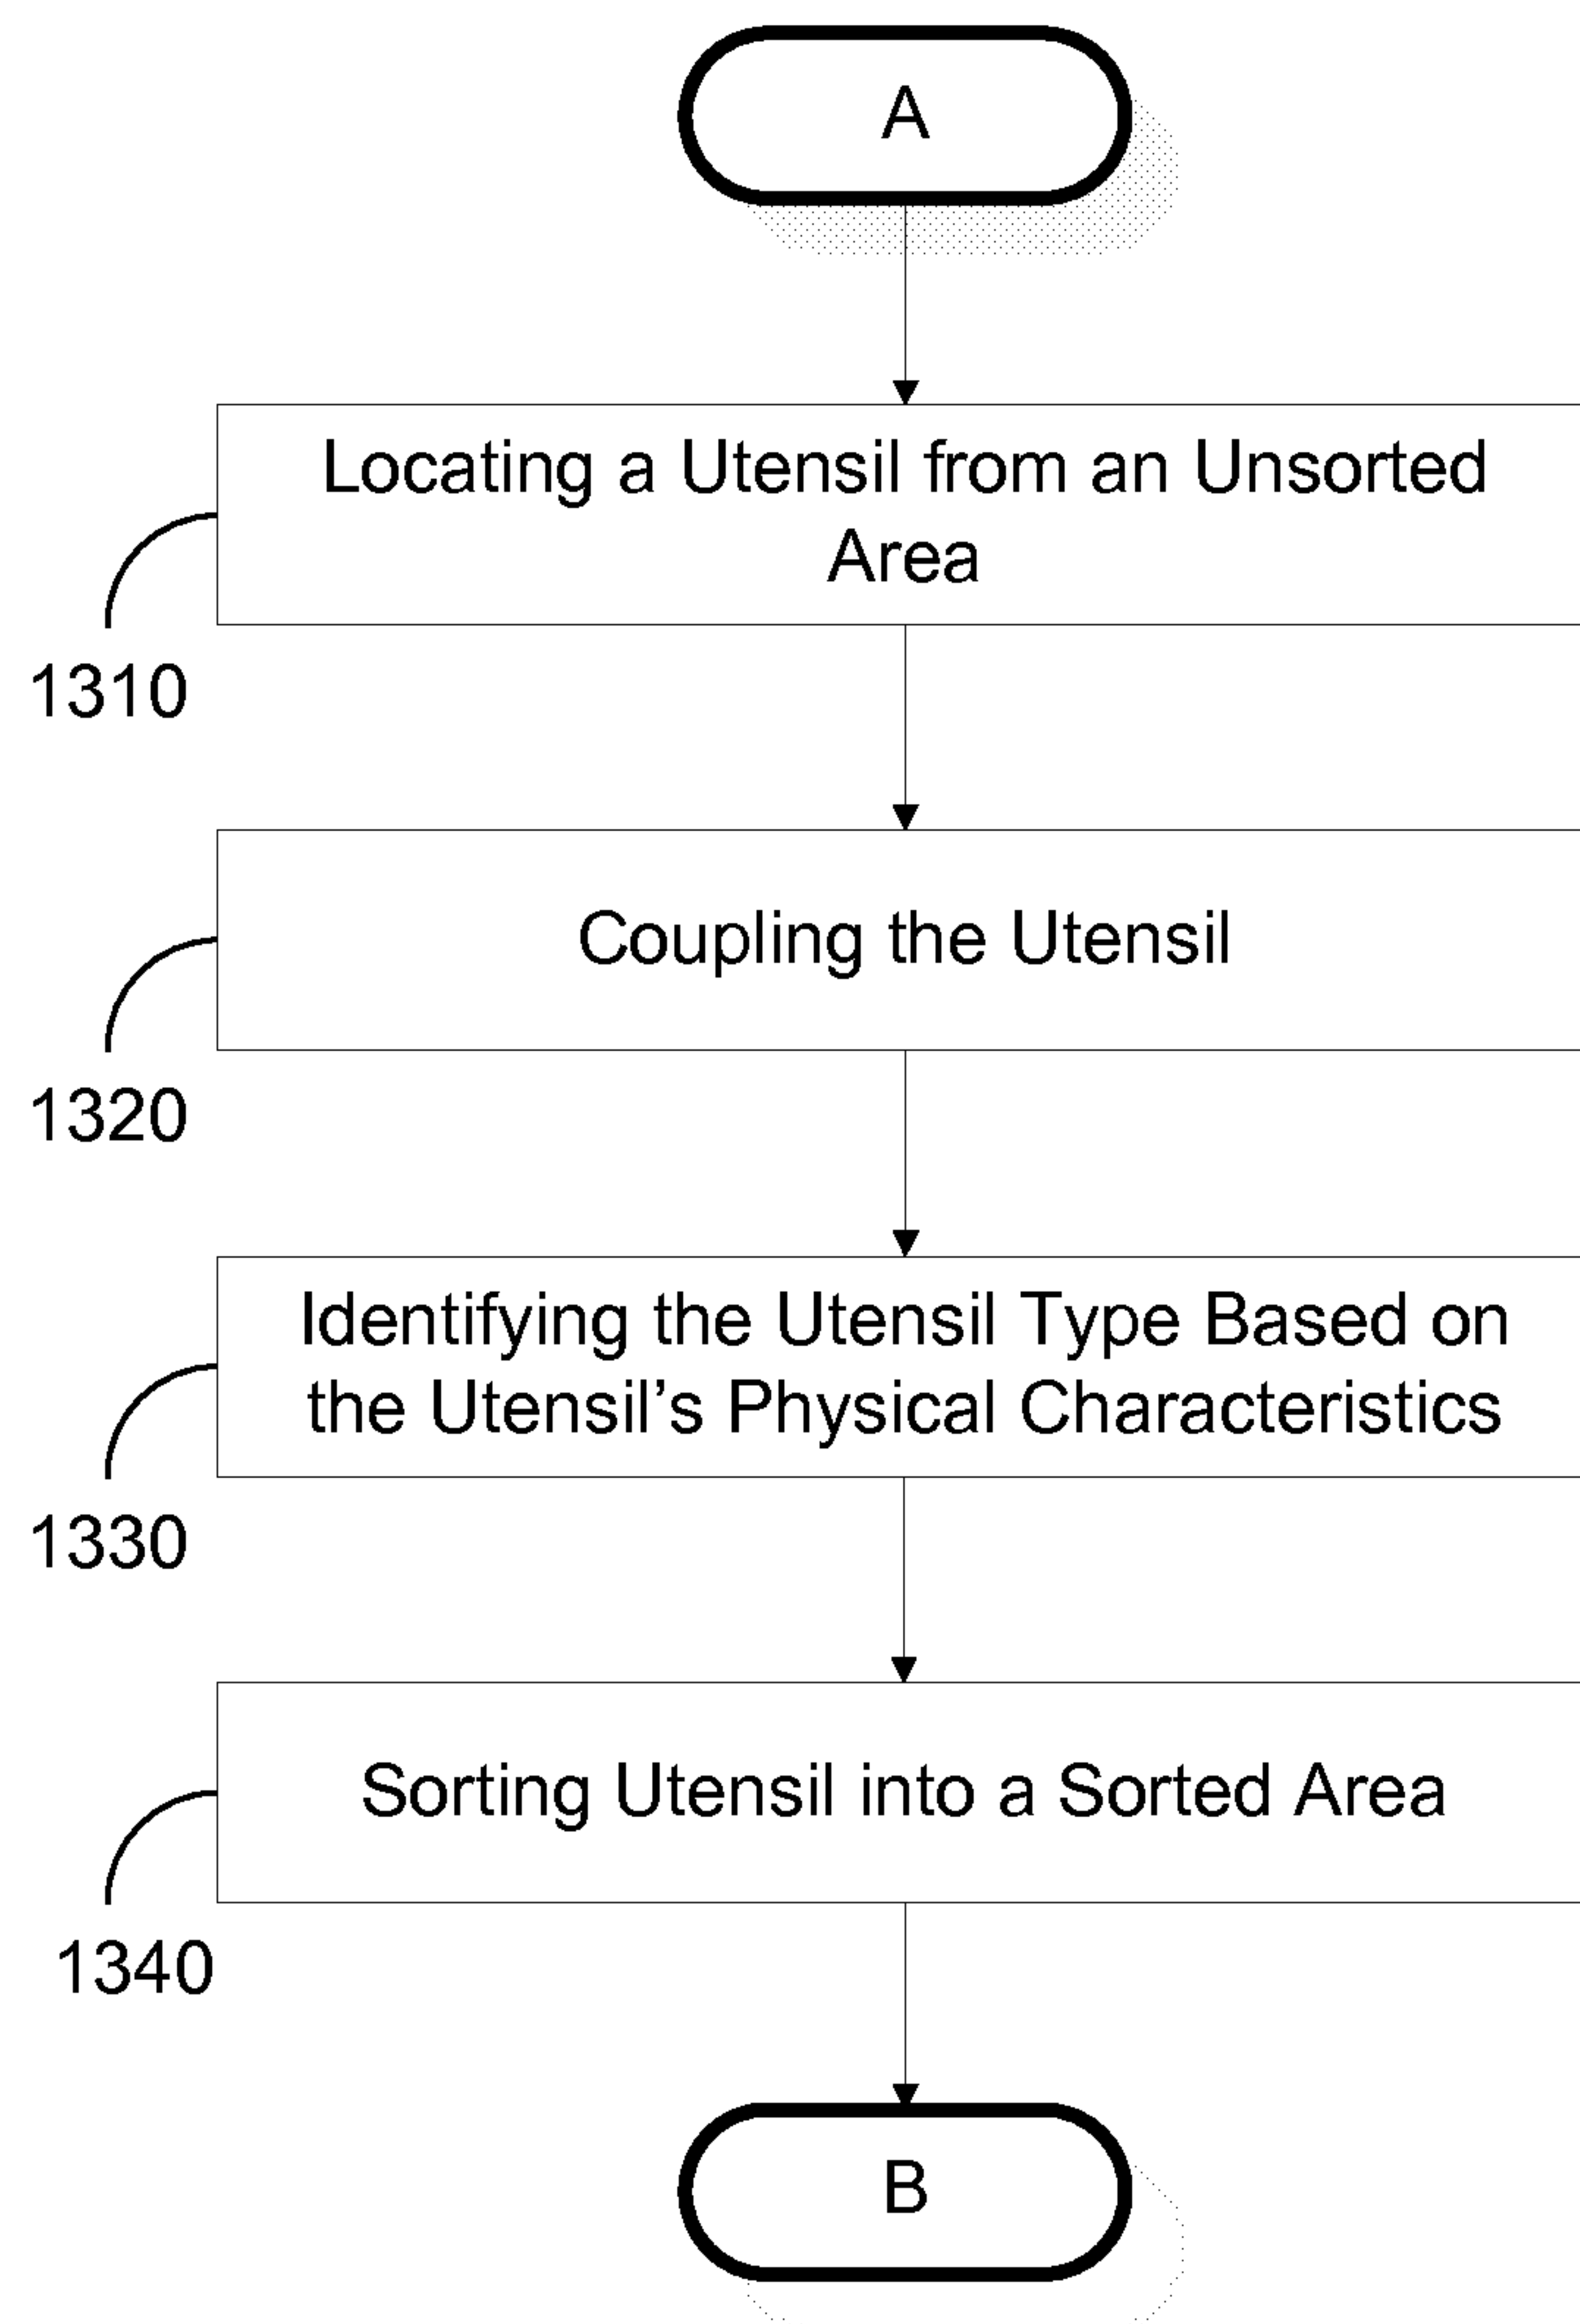 A
Locating a Utensil from an Unsorted
Area
1310
Coupling the Utensil
1320
Identifying the Utensil Type Based on
the Utensil’s Physical Characteristics
1330
Sorting Utensil into a Sorted Area
1340
B